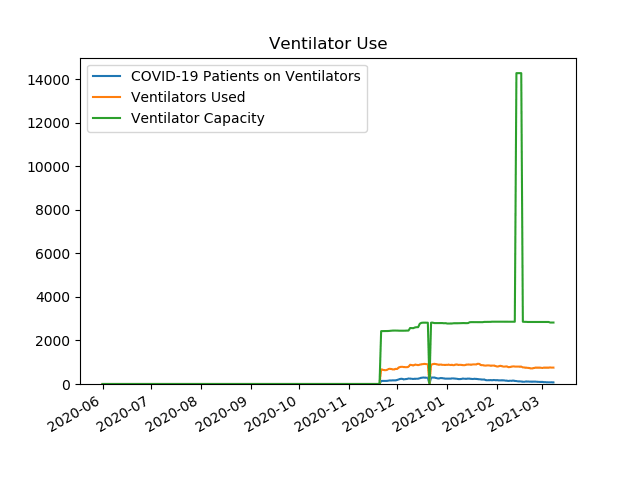 Ventilator Use
COVID-19 Patients on Ventilators
Ventilators Used
Ventilator Capacity
14000
12000
10000
8000
6000
4000
2000
0
2020-06 2020-07 2020-08 2020-09 2020-10 2020-11 2020-12 2021-01 2021-02 2021-03